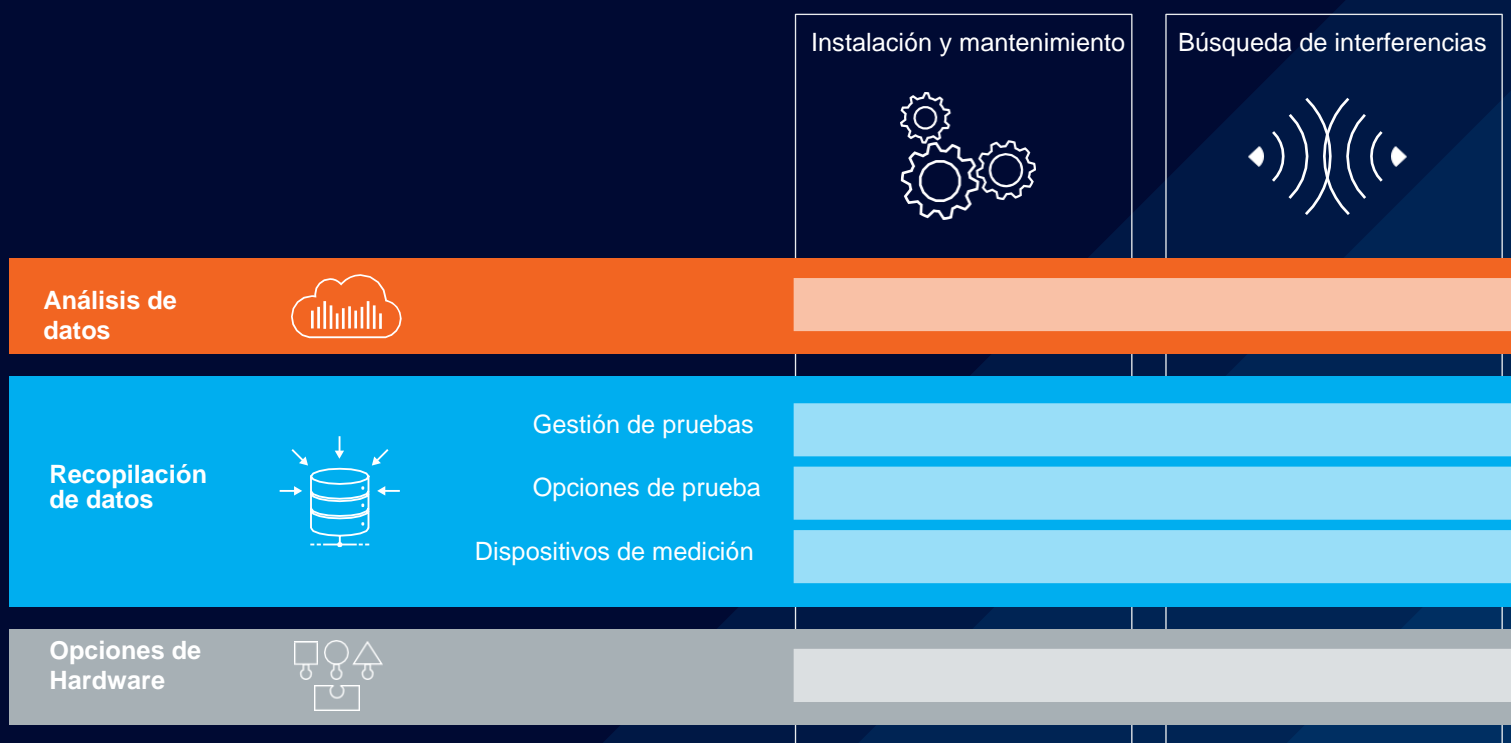 Instalación y mantenimiento
Búsqueda de interferencias
Análisis de
datos
Gestión de pruebas
Recopilación
de datos
Opciones de prueba
Dispositivos de medición
Opciones de
Hardware